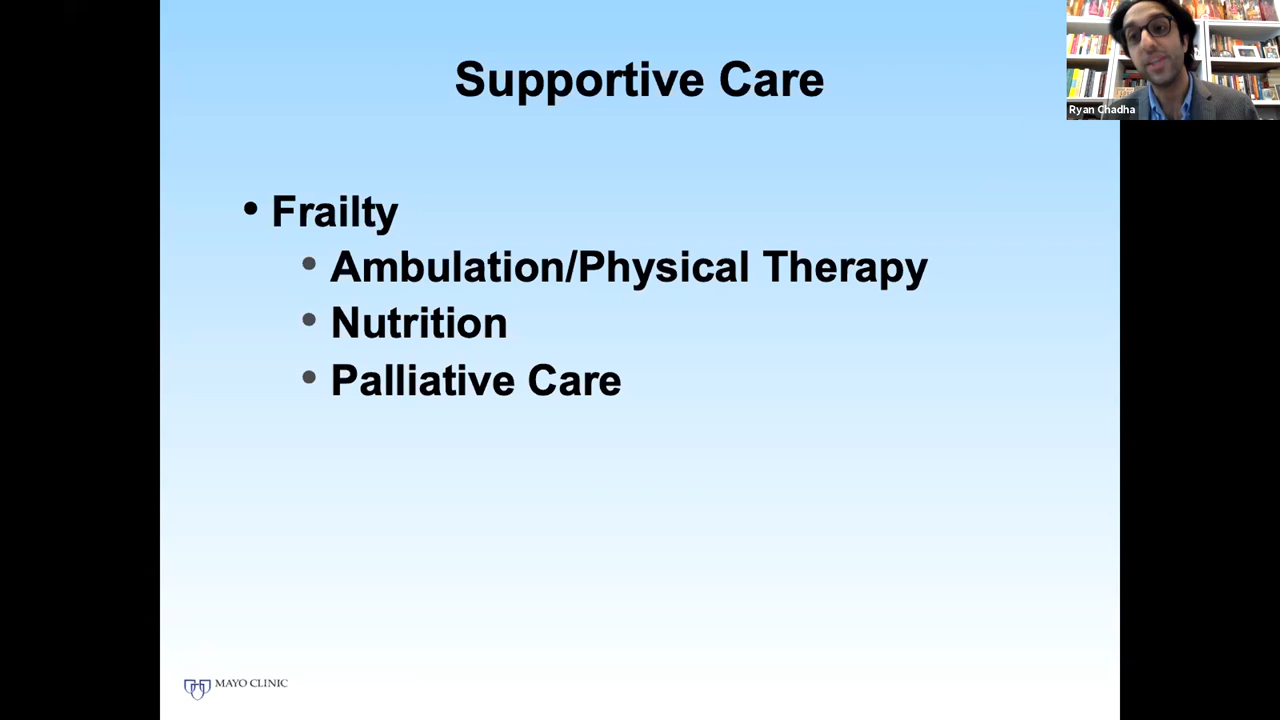 Supportive Care
Ryan Chadha
• Frailty
• Ambulation/Physical Therapy
• Nutrition
• Palliative Care
MAYO CLINIC